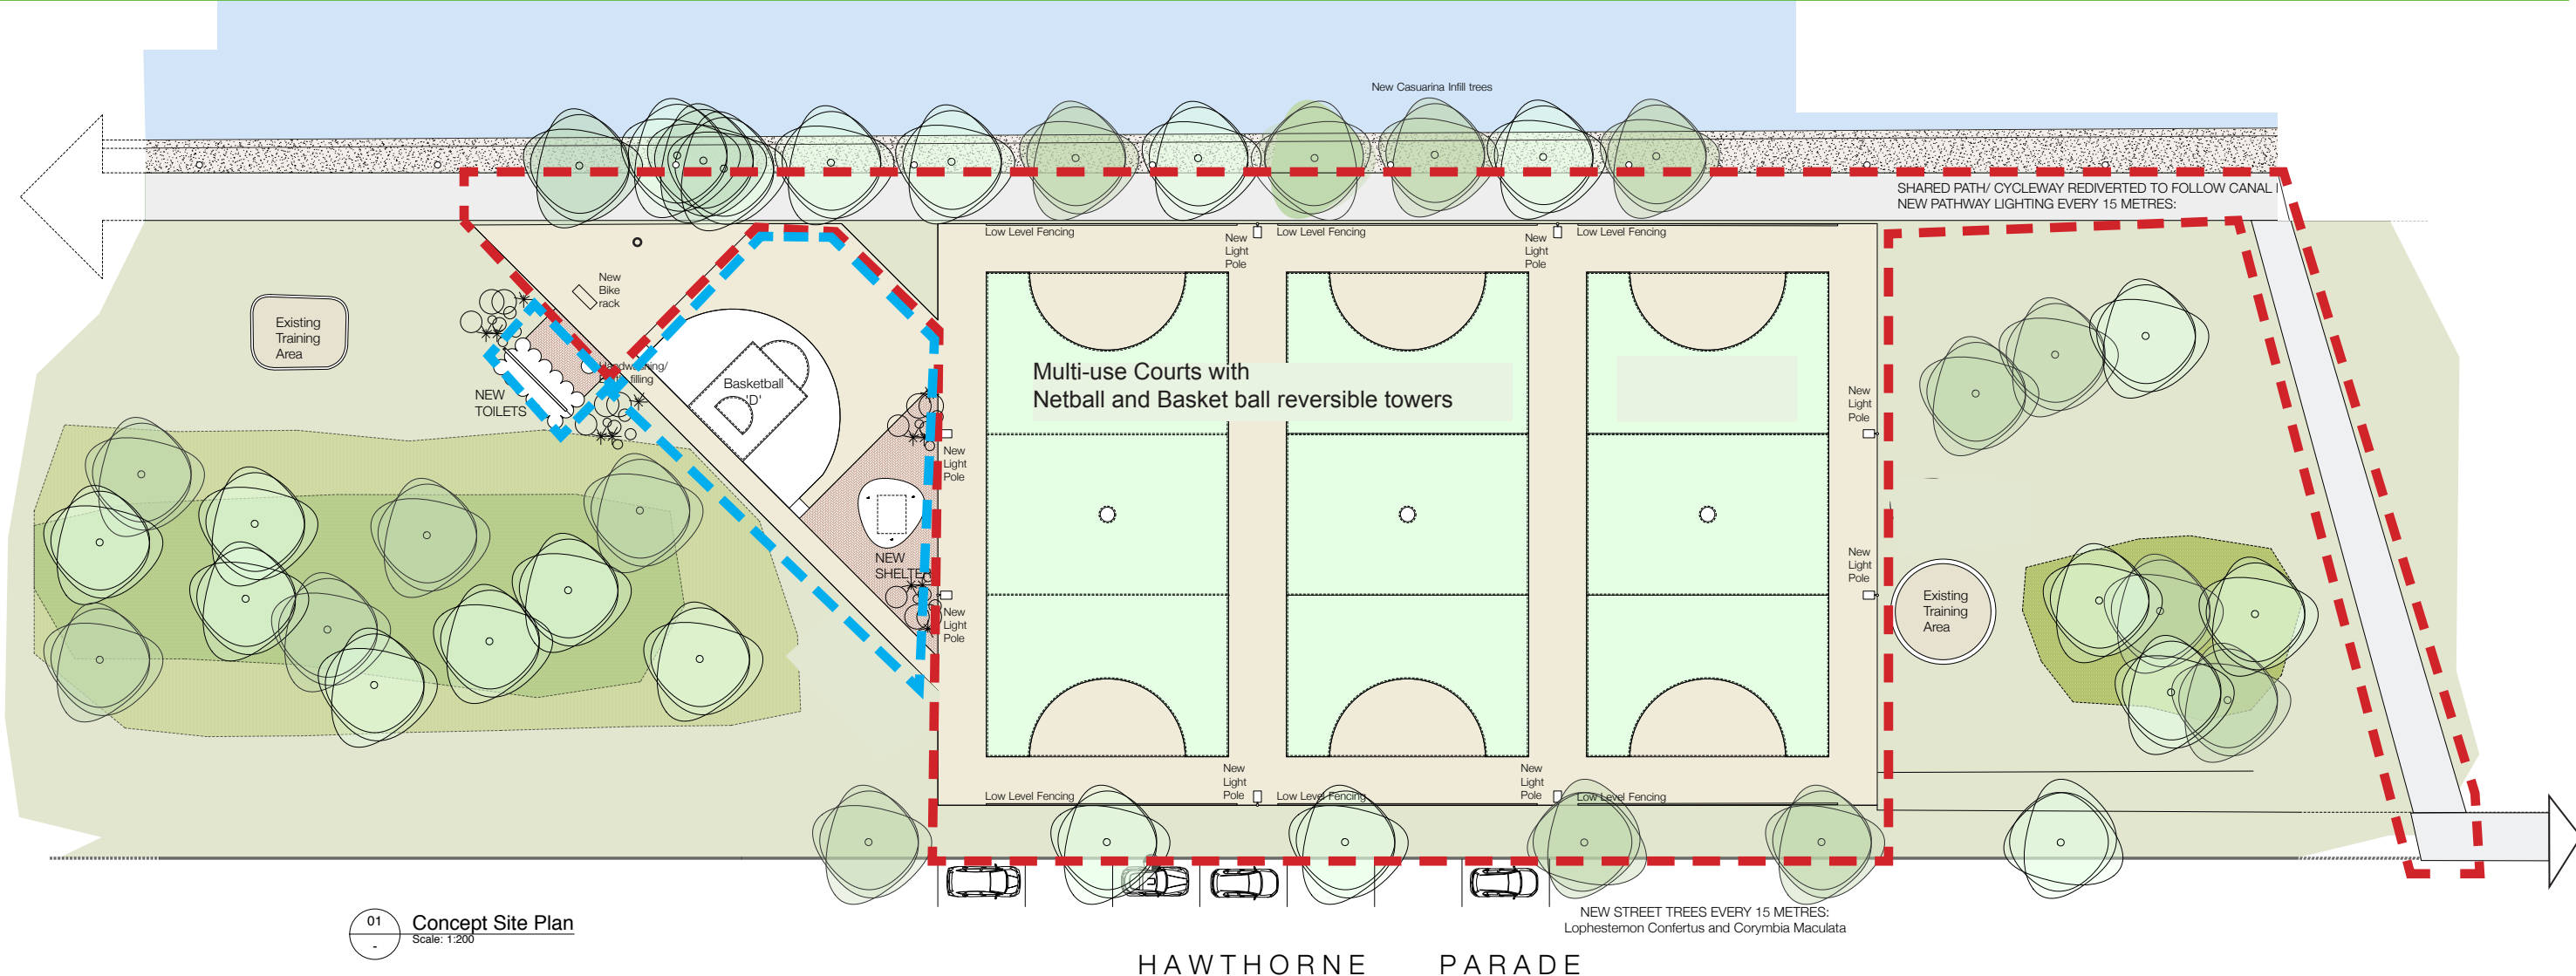 New Casuarina Infill trees
SHARED PATH/ CYCLEWAY REDIVERTED TO FOLLOW CANAL
NEW PATHWAY LIGHTING EVERY 15 METRES:
Low Level Fencing
New
Light
Pole
Low Level Fencing
New
Light
Pole
Low Level Fencing
New
Bike
rack
Existing
Training
Area
Handwashing/
filling
NEW
TOILETS
Basketball
'D'
Multi-use Courts with
Netball and Basket ball reversible towers
New
Light
Pole
New
Light
Pole
NEW
SHELTER
New
Light
Pole
New
Light
Pole
Existing
Training
Area
Low Level Fencing
New
Light
Pole
Low Level Fencing
New
Light
Pole
Low Level Fencing
01
-
Concept Site Plan
Scale: 1:200
NEW STREET TREES EVERY 15 METRES:
Lophestemon Confertus and Corymbia Maculata
HAWTHORNE PARADE